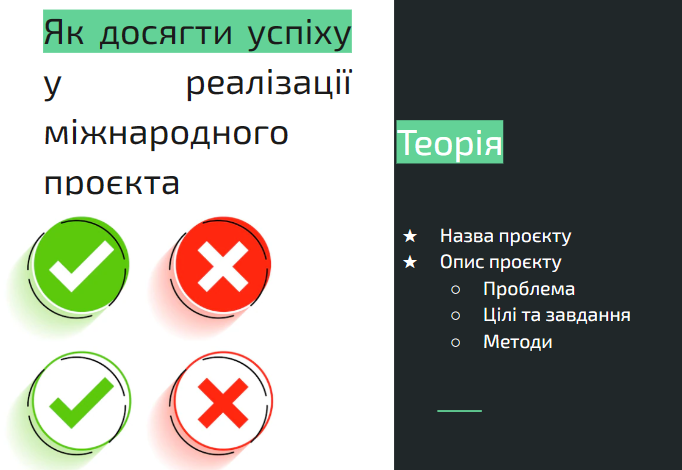 Як досягти успіху
у реалізації
міжнародного
проєкта
Теорія
★ Назва проєкту
★ Опис проєкту
○ Проблема
○ Цілі та завдання
○ Методи